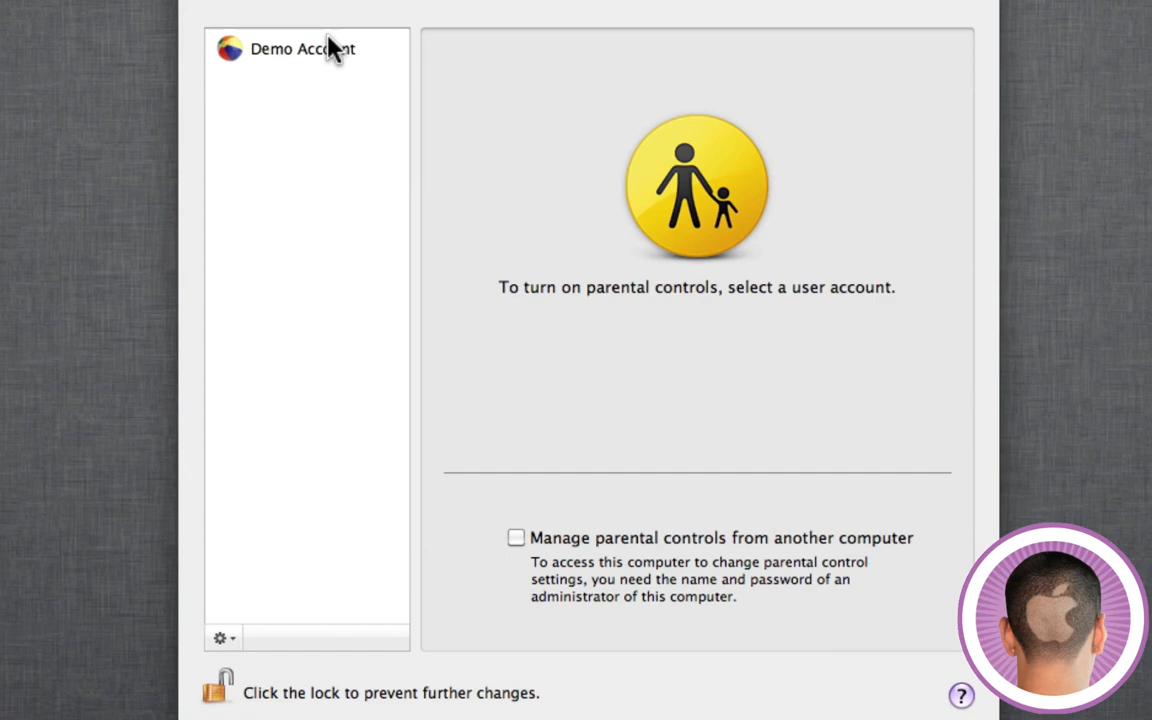 Demo Account
To turn on parental controls, select a user account.
Manage parental controls from another computer
To access this computer to change parental control
settings, you need the name and password of an
administrator of this computer.
Click the lock to prevent further changes.
?